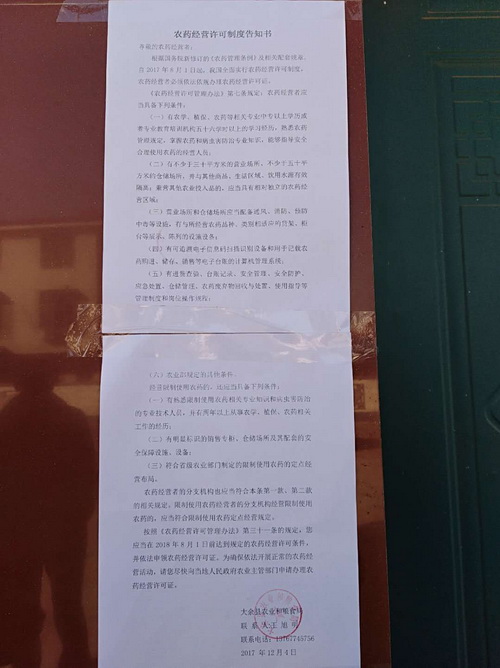 农药经营许可制度告知书
各辖区农药经营者:
根据国务院新修订的《农药管理条例》及相关配套规章,
自2017年8月1日起,我国全面实行农药经营许可制度,
农药经营者必须依法依规办理农药经营许可证。
《农药经营许可管理办法》第七条规定:农药经营者应
当具备下列条件:
(一)有农学、植保、农药等相关专业中专以上学历或
者专业教育培训机构五十六学时以上的学习经历,熟悉农药
管理规定,掌握农药和病虫害防治专业知识,能够指导安全
合理使用农药的经营人员;
(二)有不少于三十平方米的营业场所,不少于五十平
方米的仓储场所,并与其他商品、生活区域、饮用水源有效
隔离;兼营其他农业投入品的,应当具有相对独立的农药经
营区域;
(三)营业场所和仓储场所应当配备通风、消防、预防
中毒等设施,有与所经营农药品种、类别相适应的货架、柜
台等展示、陈列的设施设备;
(四)有可追溯电子信息码扫描识别设备和用于记载农
药购进、储存、销售等电子台账的计算机管理系统;
(五)有进货查验、台账记录、安全管理、安全防护、
应急处置、仓储管理、农药废弃物回收与处置、使用指导等
管理制度和岗位操作规程;
(六)农业部规定的其他条件。
经营限制使用农药的,还应当具备下列条件:
(一)有熟悉限制使用农药相关专业知识和病虫害防治
的专业技术人员,并有两年以上从事农学、植保、农药相关
工作的经历;
(二)有明显标识的销售专柜、仓储场所及其配套的安
全保障设施、设备;
(三)符合省级农业部门制定的限制使用农药的定点经
营布局。
农药经营者的分支机构也应当符合本条第一款、第二款
的相关规定。限制使用农药经营者的分支机构经营限制使用
农药的,应当符合限制使用农药定点经营规定。
按照《农药经营许可管理办法》第三十一条的规定,您
应当在2018年8月1日前达到规定的农药经营许可条件,
并依法申领农药经营许可证。为确保依法开展正常的农药经
营活动,请您尽快向当地人民政府农业主管部门申请办理农
药经营许可证。
大余县农业和粮食局
联系人:王旭
联系电话:13767745756
2017年12月4日